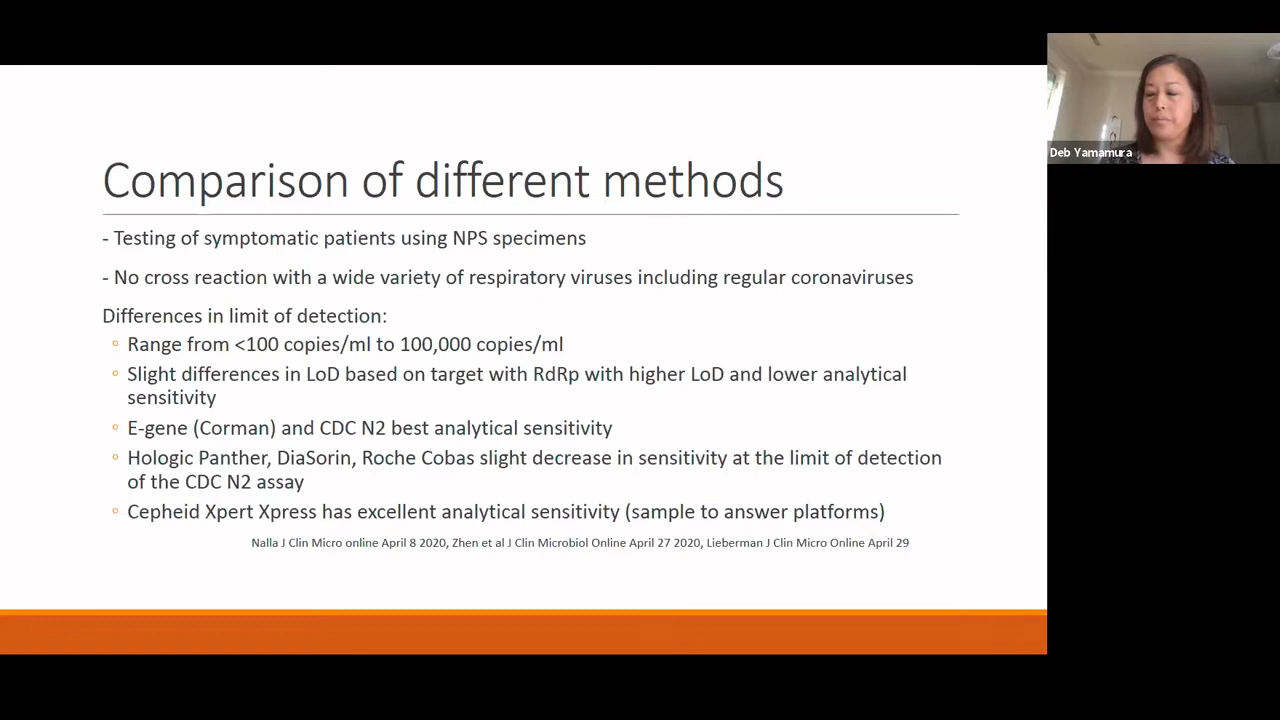 Comparison of different methods
- Testing of symptomatic patients using NPS specimens
- No cross reaction with a wide variety of respiratory viruses including regular coronaviruses
Differences in limit of detection:
◦ Range from <100 copies/ml to 100,000 copies/ml
◦ Slight differences in LoD based on target with RdRp with higher LoD and lower analytical
sensitivity
◦ E-gene (Corman) and CDC N2 best analytical sensitivity
◦ Hologic Panther, DiaSorin, Roche Cobas slight decrease in sensitivity at the limit of detection
of the CDC N2 assay
◦ Cepheid Xpert Xpress has excellent analytical sensitivity (sample to answer platforms)
Nalla J Clin Micro online April 8 2020, Zhen et al J Clin Microbiol Online April 27 2020, Lieberman J Clin Micro Online April 29
Deb Yamamura